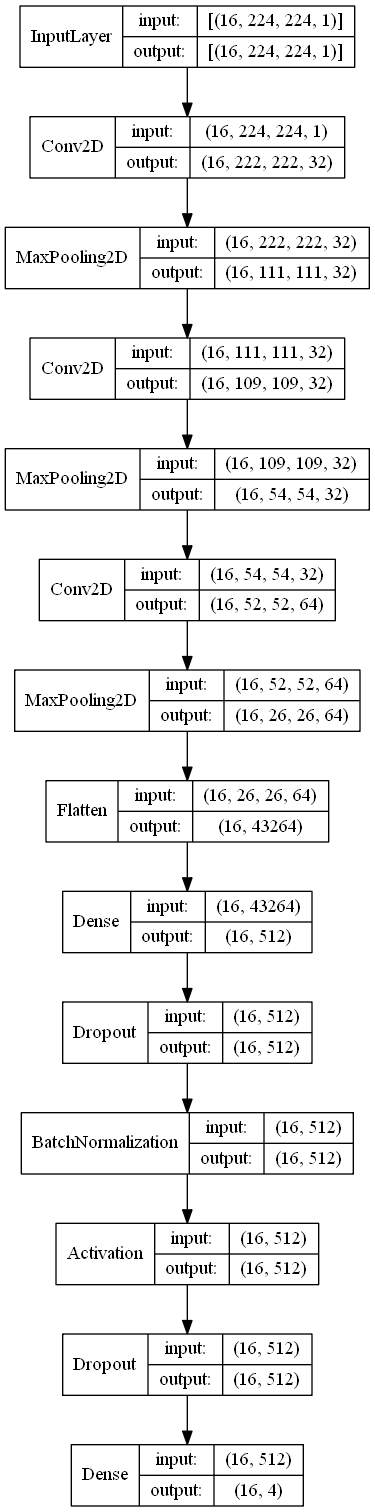 InputLayer
input: [(16, 224, 224, 1)]
output: [(16, 224, 224, 1)]
Conv2D
input: (16, 224, 224, 1)
output: (16, 222, 222, 32)
MaxPooling2D
input: (16, 222, 222, 32)
output: (16, 111, 111, 32)
Conv2D
input: (16, 111, 111, 32)
output: (16, 109, 109, 32)
MaxPooling2D
input: (16, 109, 109, 32)
output: (16, 54, 54, 32)
Conv2D
input: (16, 54, 54, 32)
output: (16, 52, 52, 64)
MaxPooling2D
input: (16, 52, 52, 64)
output: (16, 26, 26, 64)
Flatten
input: (16, 26, 26, 64)
output: (16, 43264)
Dense
input: (16, 43264)
output: (16, 512)
Dropout
input: (16, 512)
output: (16, 512)
BatchNormalization
input: (16, 512)
output: (16, 512)
Activation
input: (16, 512)
output: (16, 512)
Dropout
input: (16, 512)
output: (16, 512)
Dense
input: (16, 512)
output: (16, 4)